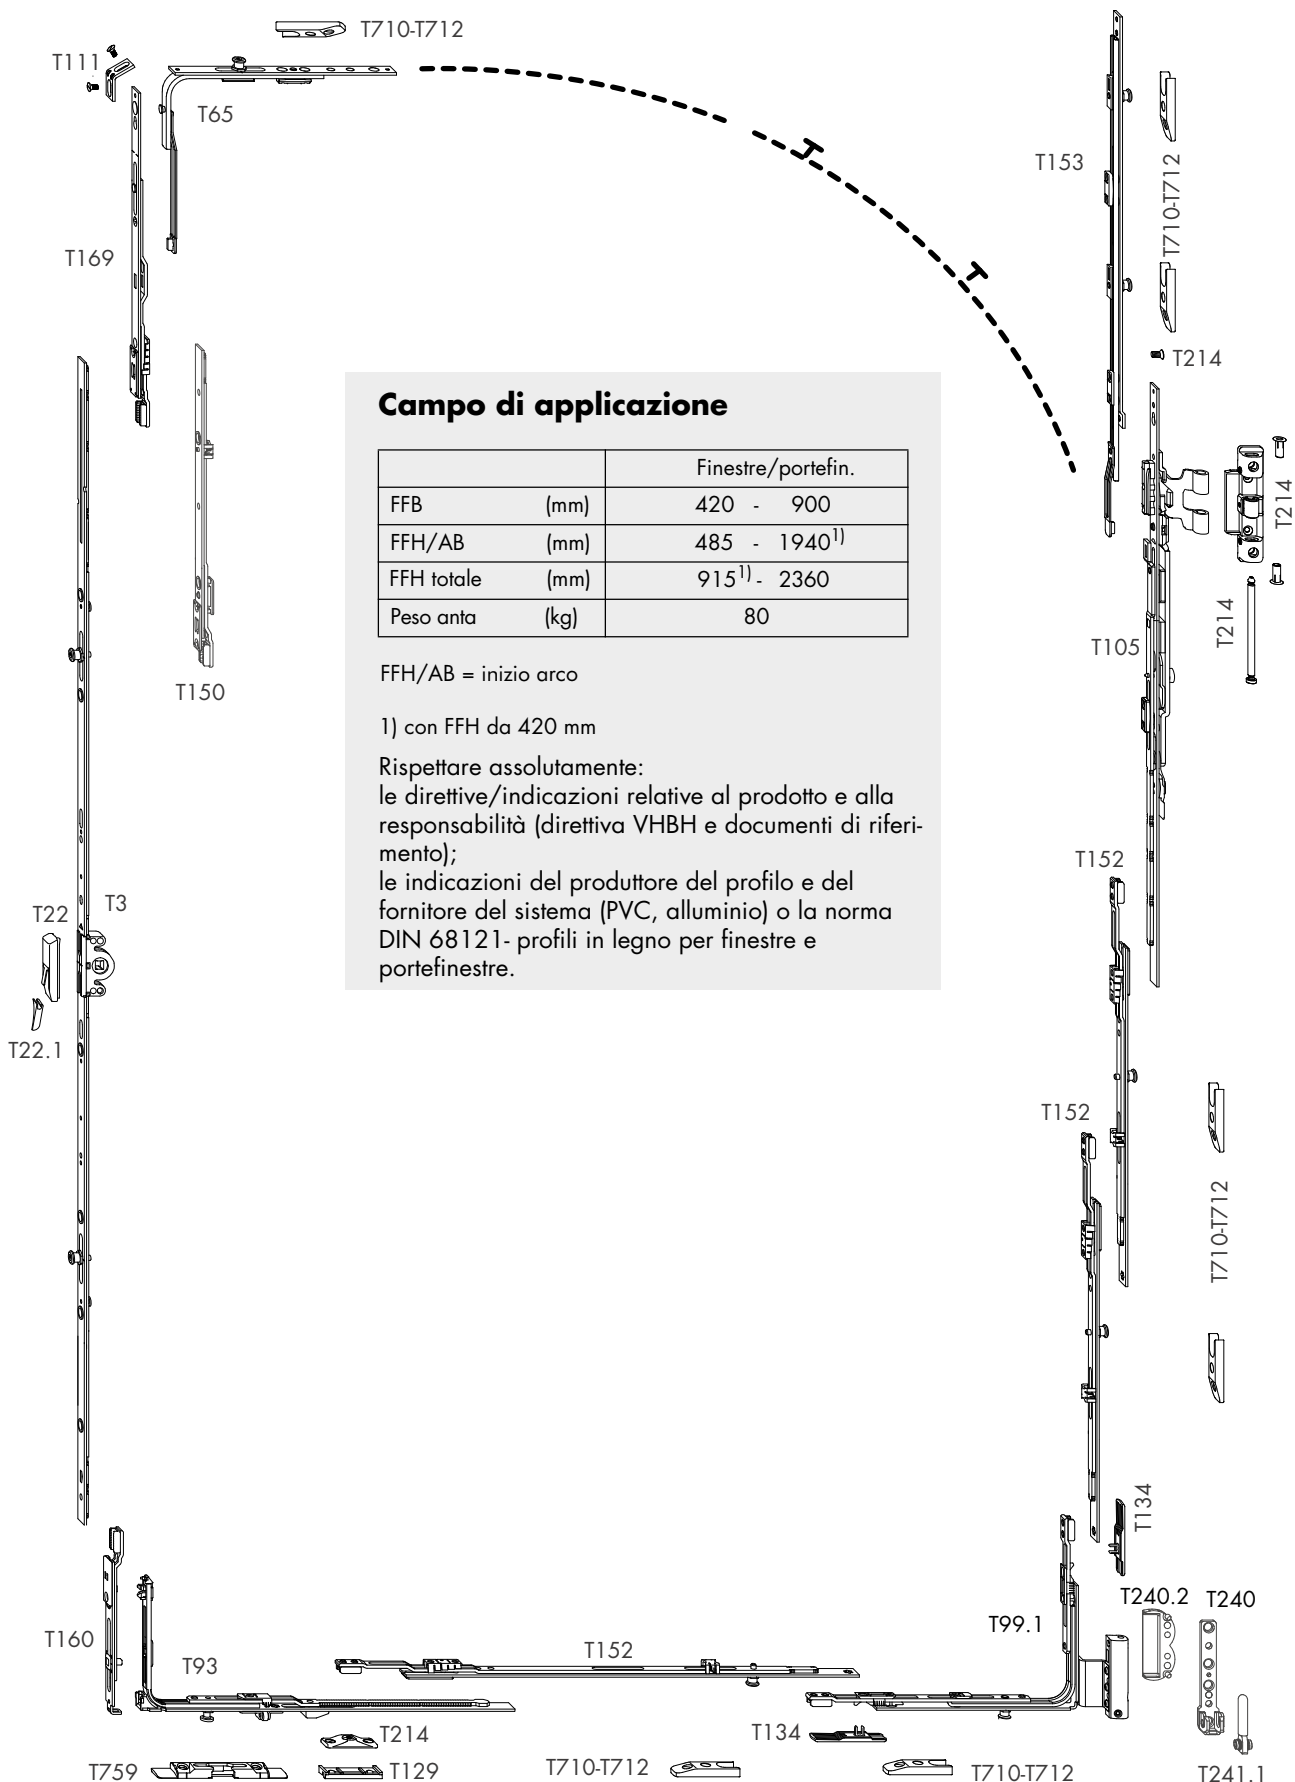 T710-T712
T111
T65
T153
T710-T712
T169
T214
Campo di applicazione
Finestre/portefin.
FFB (mm) 420 - 900
FFH/AB (mm) 485 - 1940¹⁾
FFH totale (mm) 915¹⁾ - 2360
Peso anta (kg) 80
FFH/AB = inizio arco
1) con FFH da 420 mm
Rispettare assolutamente:
le direttive/indicazioni relative al prodotto e alla
responsabilità (direttiva VHBH e documenti di riferi-
mento);
le indicazioni del produttore del profilo e del
fornitore del sistema (PVC, alluminio) o la norma
DIN 68121- profili in legno per finestre e
portefinestre.
T214
T214
T105
T150
T152
T22
T3
T22.1
T152
T710-T712
T134
T240.2
T240
T99.1
T160
T93
T152
T214
T134
T759
T129
T710-T712
T710-T712
T241.1